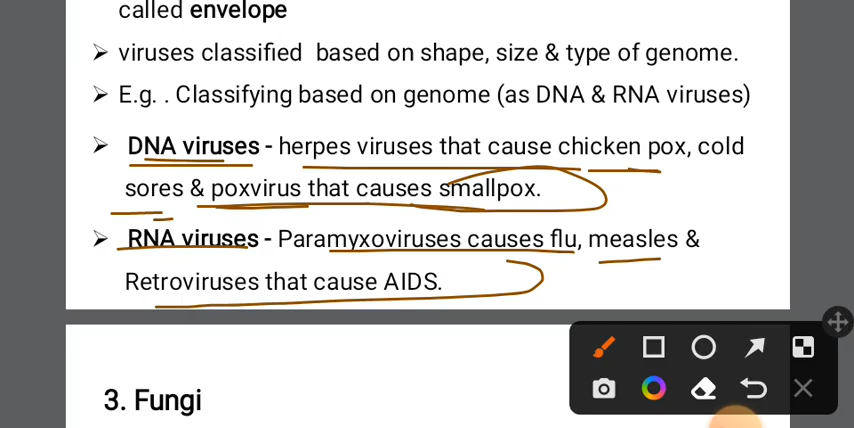 called envelope
➢ viruses classified based on shape, size & type of genome.
➢ E.g. . Classifying based on genome (as DNA & RNA viruses)
➢ DNA viruses - herpes viruses that cause chicken pox, cold
sores & poxvirus that causes smallpox.
➢ RNA viruses - Paramyxoviruses causes flu, measles &
Retroviruses that cause AIDS.
3. Fungi